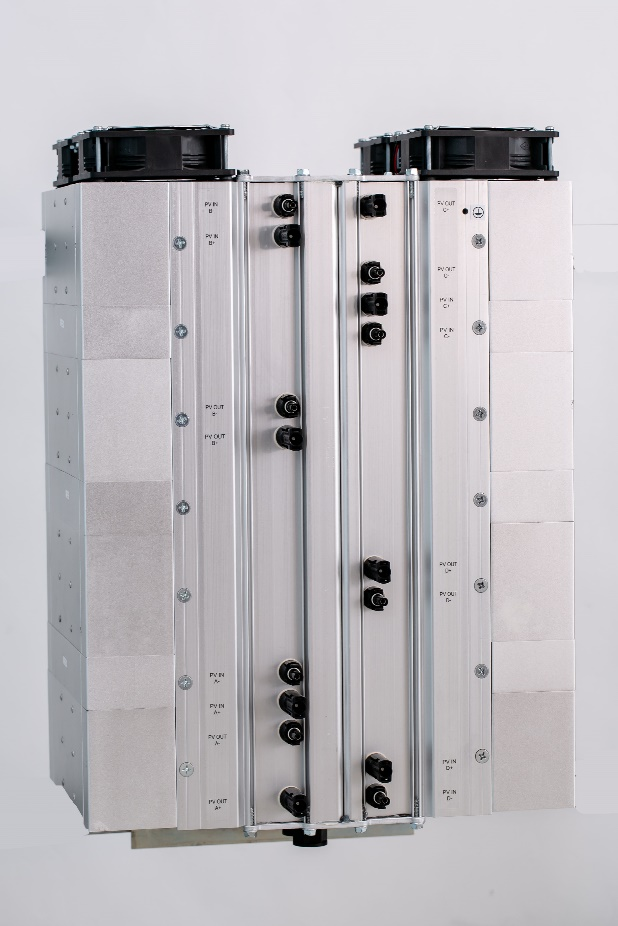 PV IN
B-
PV IN
B+
PV OUT
B-
PV OUT
B+
PV IN
A-
PV IN
A+
PV OUT
A-
PV OUT
A+
PV OUT
C+
PV OUT
C-
PV IN
C+
PV IN
C-
PV OUT
D+
PV OUT
D-
PV IN
D+
PV IN
D-